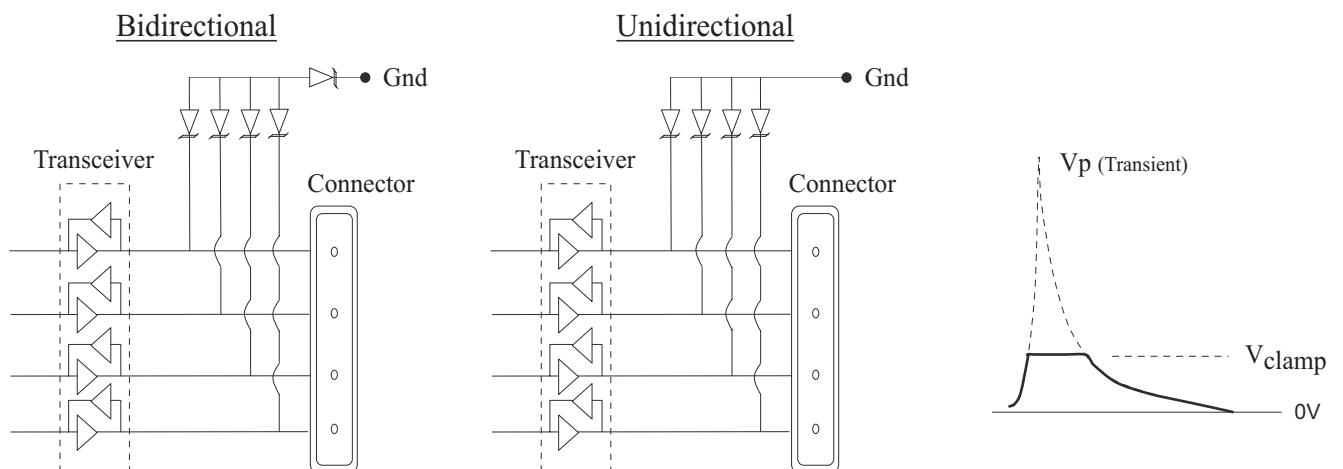 Bidirectional
Gnd
Transceiver
Connector
Unidirectional
Gnd
Transceiver
Connector
Vp (Transient)
Vclamp
0V